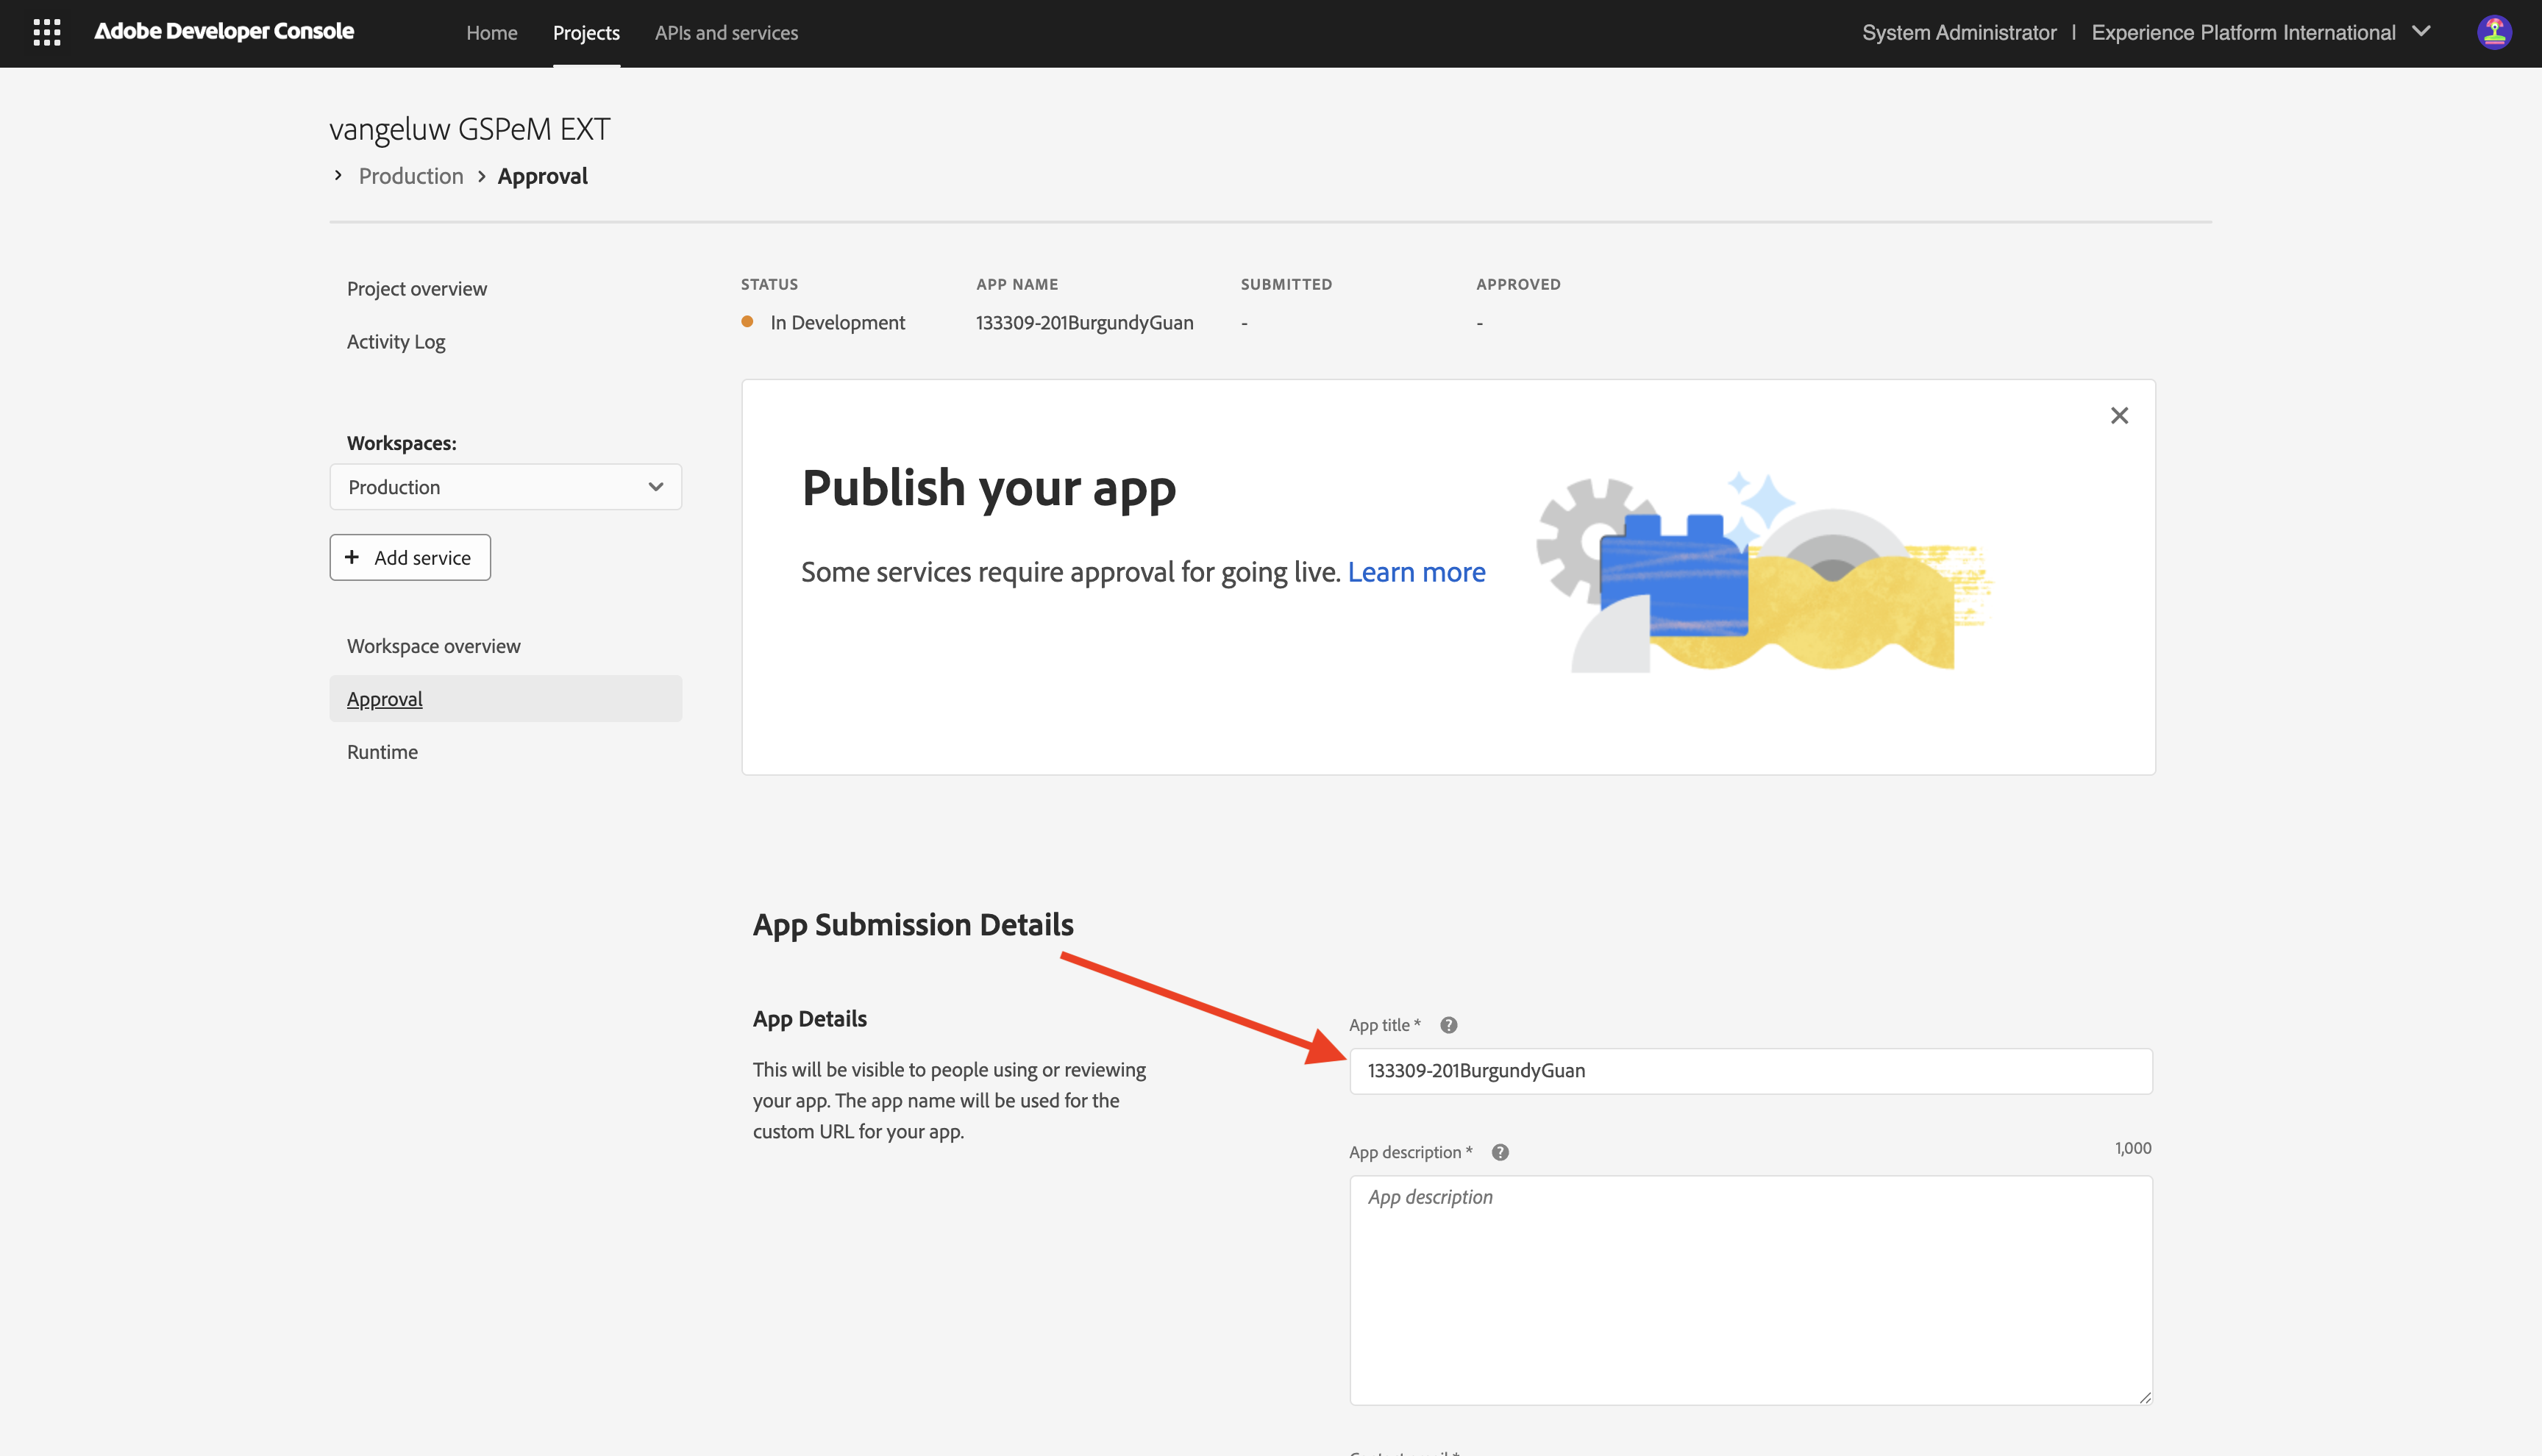 Adobe Developer Console
Home
Projects
APIs and services
System Administrator | Experience Platform International
vangeluw GSPeM EXT
> Production > Approval
Project overview
Activity Log
Workspaces:
Production
+ Add service
Workspace overview
Approval
Runtime
STATUS
APP NAME
SUBMITTED
APPROVED
In Development
133309-201BurgundyGuan
-
-
Publish your app
Some services require approval for going live. Learn more
App Submission Details
App Details
This will be visible to people using or reviewing
your app. The app name will be used for the
custom URL for your app.
App title * ?
133309-201BurgundyGuan
App description * ?
1,000
App description